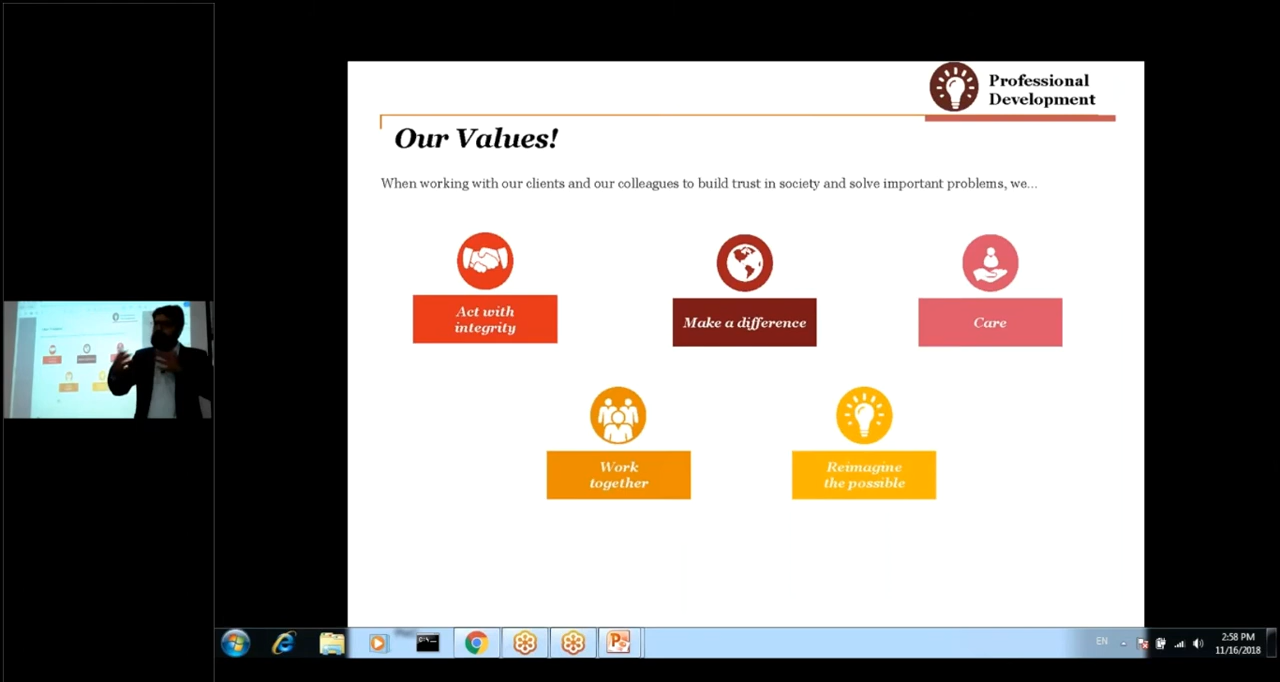 Professional
Development
Our Values!
When working with our clients and our colleagues to build trust in society and solve important problems, we...
Act with
integrity
Make a difference
Care
Work
together
Reimagine
the possible
EN
2:58 PM
11/16/2018